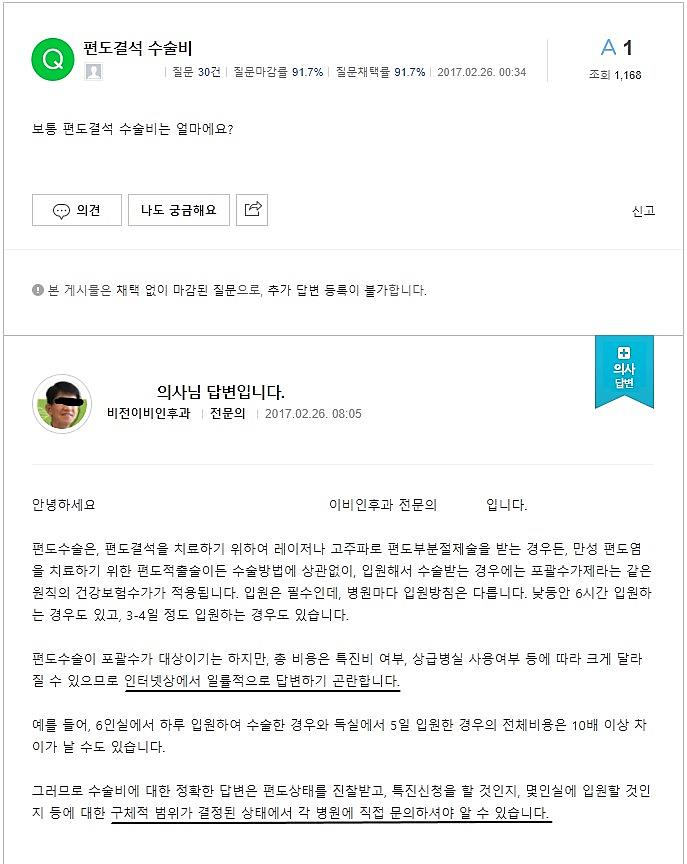 Q
편도결석 수술비
A 1
질문 30건 질문마감률 91.7% 질문채택률 91.7% 2017.02.26. 00:34
조회 1,168
보통 편도결석 수술비는 얼마에요?
의견 나도 궁금해요
신고
본 게시물은 채택 없이 마감된 질문으로, 추가 답변 등록이 불가합니다.
의사
답변
의사님 답변입니다.
비전이비인후과 전문의 2017.02.26. 08:05
안녕하세요 이비인후과 전문의 입니다.
편도수술은, 편도결석을 치료하기 위하여 레이저나 고주파로 편도부분절제술을 받는 경우든, 만성 편도염
을 치료하기 위한 편도적출술이든 수술방법에 상관없이, 입원해서 수술받는 경우에는 포괄수가제라는 같은
원칙의 건강보험수가가 적용됩니다. 입원은 필수인데, 병원마다 입원방침은 다릅니다. 낮동안 6시간 입원하
는 경우도 있고, 3-4일 정도 입원하는 경우도 있습니다.
편도수술이 포괄수가 대상이기는 하지만, 총 비용은 특진비 여부, 상급병실 사용여부 등에 따라 크게 달라
질 수 있으므로 인터넷상에서 일률적으로 답변하기 곤란합니다.
예를 들어, 6인실에서 하루 입원하여 수술한 경우와 독실에서 5일 입원한 경우의 전체비용은 10배 이상 차
이가 날 수도 있습니다.
그러므로 수술비에 대한 정확한 답변은 편도상태를 진찰받고, 특진신청을 할 것인지, 몇인실에 입원할 것인
지 등에 대한 구체적 범위가 결정된 상태에서 각 병원에 직접 문의하셔야 알 수 있습니다.